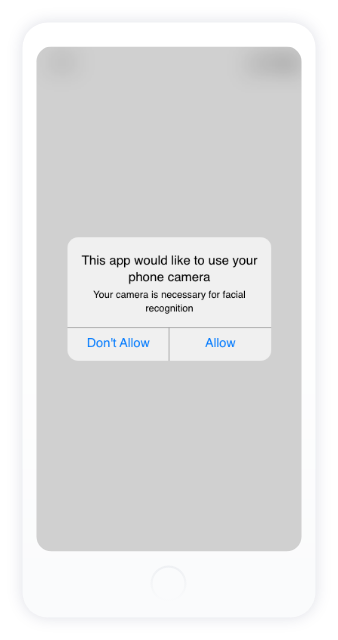 This app would like to use your
phone camera
Your camera is necessary for facial
recognition
Don't Allow
Allow